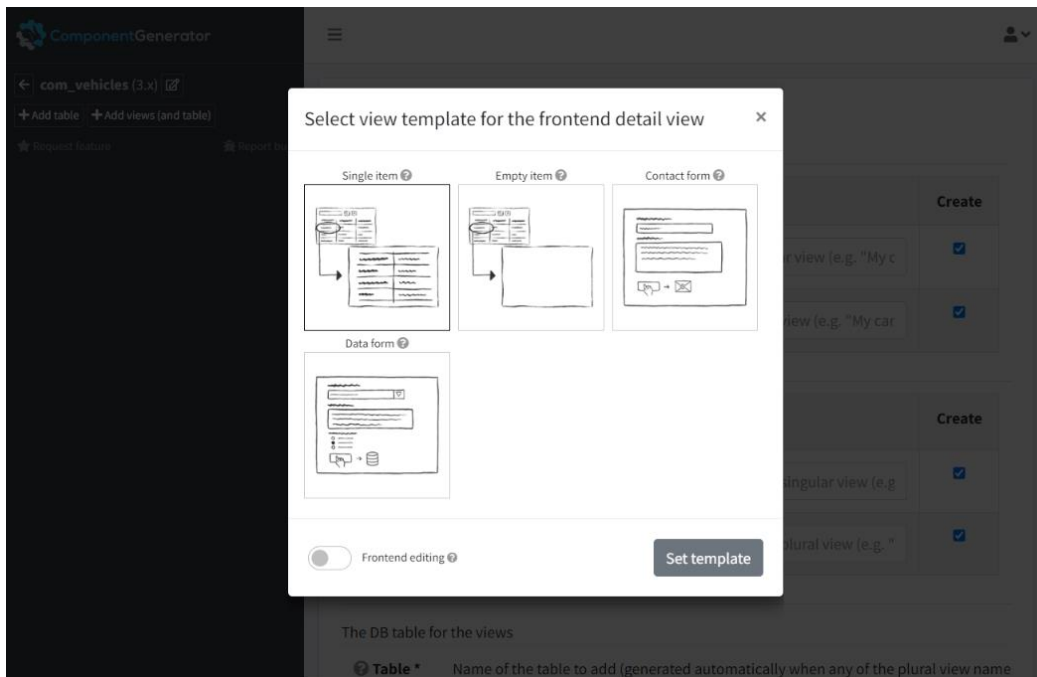 ComponentGenerator
com_vehicles (3.x)
Add table Add views (and table)
Request feature Report bu
Select view template for the frontend detail view ×
Single item Empty item Contact form
Data form
Frontend editing Set template
Create
r view (e.g. "My c
view (e.g. "My car
Create
singular view (e.g
plural view (e.g. "
The DB table for the views
Table * Name of the table to add (generated automatically when any of the plural view name